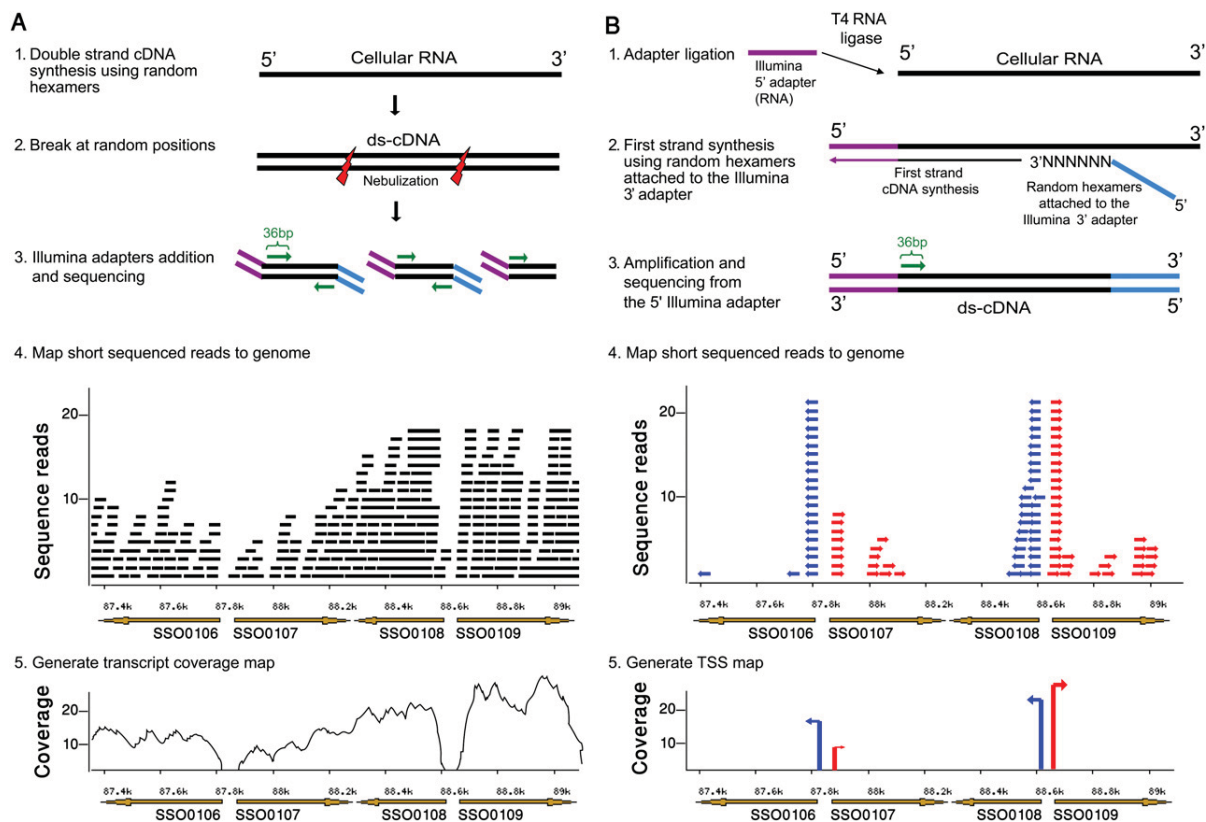 A
1. Double strand cDNA
synthesis using random
hexamers
5’
Cellular RNA
3’
2. Break at random positions
ds-cDNA
Nebulization
3. Illumina adapters addition
and sequencing
36bp
4. Map short sequenced reads to genome
Sequence reads
20
10
87.4k 87.6k 87.8k 88k 88.2k 88.4k 88.6k 88.8k 89k
SSO0106 SSO0107 SSO0108 SSO0109
5. Generate transcript coverage map
Coverage
20
10
87.4k 87.6k 87.8k 88k 88.2k 88.4k 88.6k 88.8k 89k
SSO0106 SSO0107 SSO0108 SSO0109
B
1. Adapter ligation
Illumina
5’ adapter
(RNA)
T4 RNA
ligase
5’
Cellular RNA
3’
2. First strand synthesis
using random hexamers
attached to the Illumina
3’ adapter
5’
3’
First strand
cDNA synthesis
3’NNNNNN
Random hexamers
attached to the
Illumina 3’ adapter
5’
3. Amplification and
sequencing from
the 5' Illumina adapter
36bp
5’
3’
3’
ds-cDNA
5’
4. Map short sequenced reads to genome
Sequence reads
20
10
87.4k 87.6k 87.8k 88k 88.2k 88.4k 88.6k 88.8k 89k
SSO0106 SSO0107 SSO0108 SSO0109
5. Generate TSS map
Coverage
20
10
87.4k 87.6k 87.8k 88k 88.2k 88.4k 88.6k 88.8k 89k
SSO0106 SSO0107 SSO0108 SSO0109